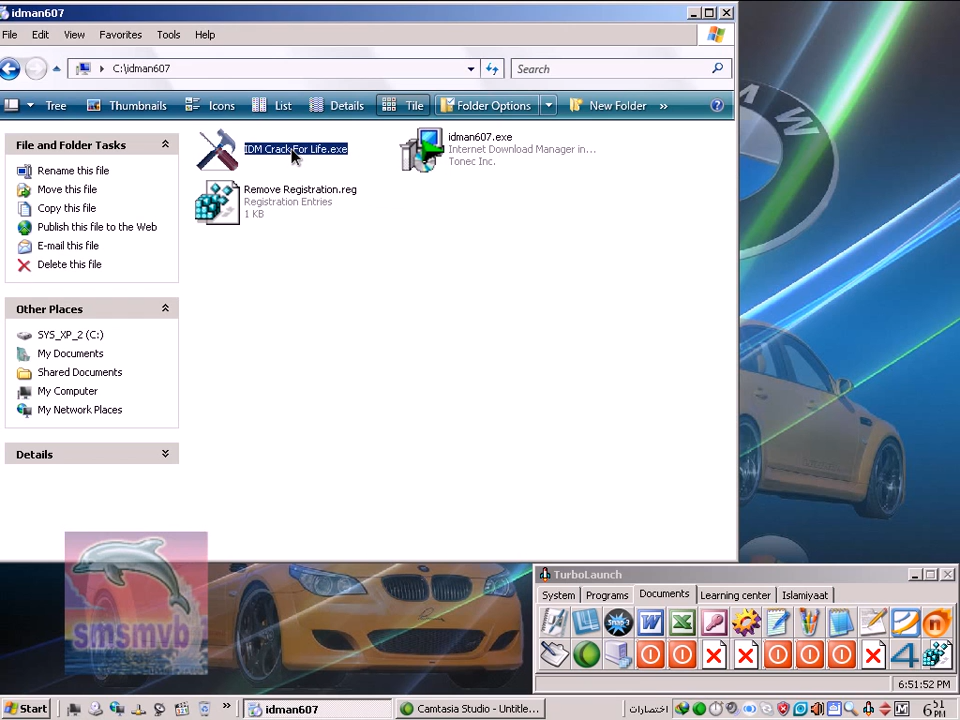 idman607
File Edit View Favorites Tools Help
C:\idman607
Search
Tree Thumbnails Icons List Details Tile Folder Options New Folder »
File and Folder Tasks
Rename this file
Move this file
Copy this file
Publish this file to the Web
E-mail this file
Delete this file
Other Places
SYS_XP_2 (C:)
My Documents
Shared Documents
My Computer
My Network Places
Details
IDM Crack For Life.exe
idman607.exe
Internet Download Manager in...
Tonec Inc.
Remove Registration.reg
Registration Entries
1 KB
smsmvb
TurboLaunch
System Programs Documents Learning center Islamiyaat
6:51:52 PM
Start
idman607
Camtasia Studio - Untitle...
اختصارات
6:51 PM